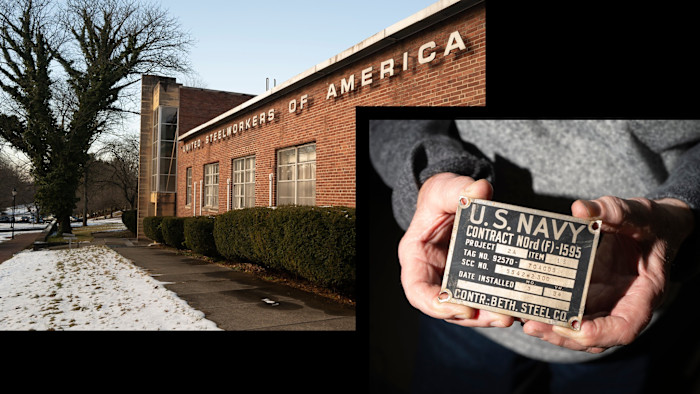 UNITED STEELWORKERS OF AMERICA
U.S. NAVY
CONTRACT NOrd (F)-1595
PROJECT ITEM
TAG NO. 92570-
SCC NO.
DATE INSTALLED
CONTR-BETH. STEEL CO.